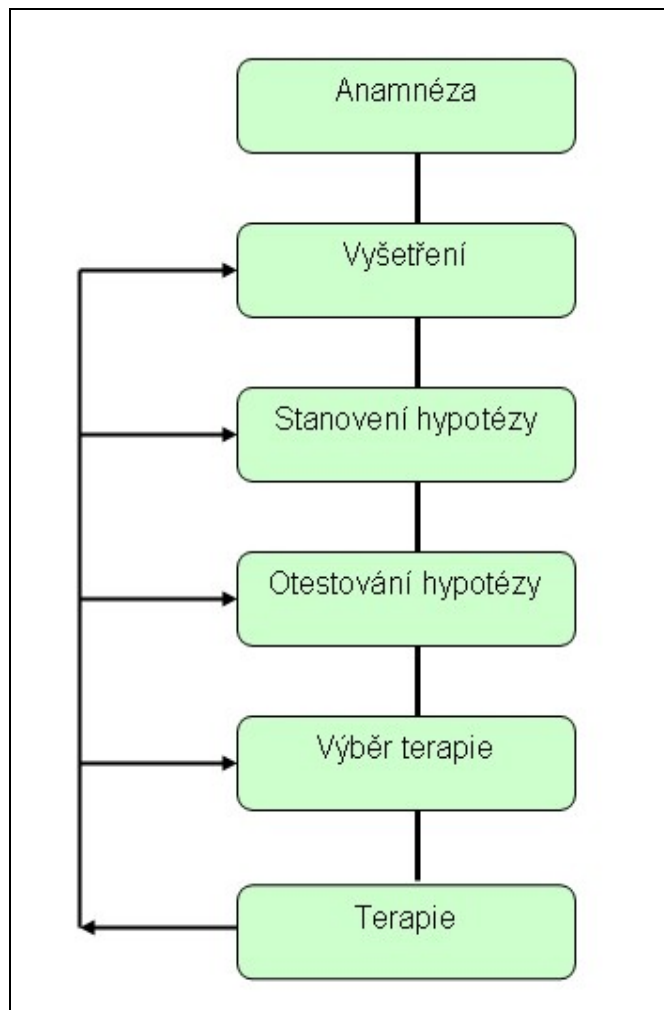 Anamnéza
Vyšetření
Stanovení hypotézy
Otestování hypotézy
Výběr terapie
Terapie